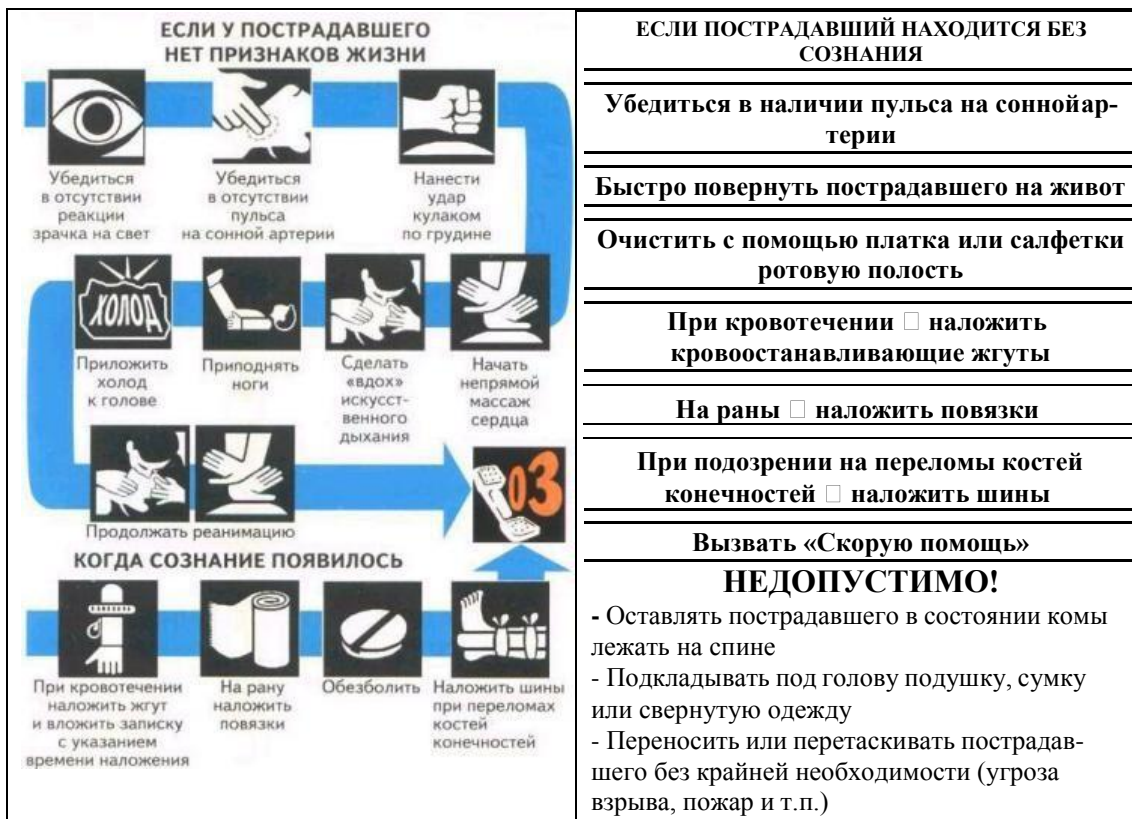 ЕСЛИ У ПОСТРАДАВШЕГО
НЕТ ПРИЗНАКОВ ЖИЗНИ
Убедиться
в отсутствии
реакции
зрачка на свет
Убедиться
в отсутствии
пульса
на сонной артерии
Нанести
удар
кулаком
по грудине
ХОЛОД
Приложить
холод
к голове
Приподнять
ноги
Сделать
«вдох»
искусст-
венного
дыхания
Начать
непрямой
массаж
сердца
Продолжать реанимацию
03
КОГДА СОЗНАНИЕ ПОЯВИЛОСЬ
При кровотечении
наложить жгут
и вложить записку
с указанием
времени наложения
На рану
наложить
повязки
Обезболить
Наложить шины
при переломах
костей
конечностей
ЕСЛИ ПОСТРАДАВШИЙ НАХОДИТСЯ БЕЗ
СОЗНАНИЯ
Убедиться в наличии пульса на соннойар-
терии
Быстро повернуть пострадавшего на живот
Очистить с помощью платка или салфетки
ротовую полость
При кровотечении □ наложить
кровоостанавливающие жгуты
На раны □ наложить повязки
При подозрении на переломы костей
конечностей □ наложить шины
Вызвать «Скорую помощь»
НЕДОПУСТИМО!
- Оставлять пострадавшего в состоянии комы
лежать на спине
- Подкладывать под голову подушку, сумку
или свернутую одежду
- Переносить или перетаскивать пострадав-
шего без крайней необходимости (угроза
взрыва, пожар и т.п.)